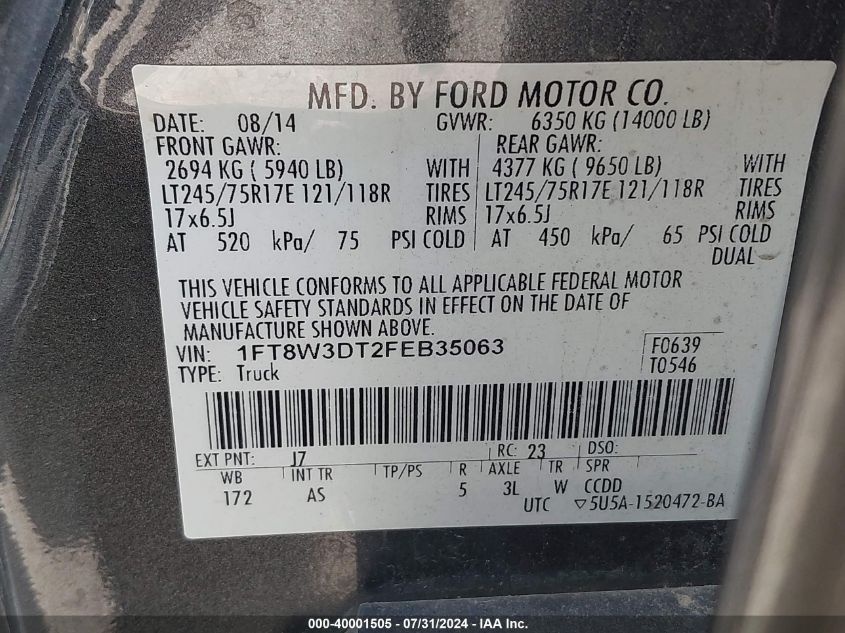 MFD. BY FORD MOTOR CO.
DATE: 08/14 GVWR: 6350 KG (14000 LB)
FRONT GAWR: REAR GAWR:
2694 KG ( 5940 LB) WITH 4377 KG ( 9650 LB) WITH
LT245/75R17E 121/118R TIRES LT245/75R17E 121/118R TIRES
17x6.5J RIMS 17x6.5J RIMS
AT 520 kPa/ 75 PSI COLD AT 450 kPa/ 65 PSI COLD
DUAL
THIS VEHICLE CONFORMS TO ALL APPLICABLE FEDERAL MOTOR
VEHICLE SAFETY STANDARDS IN EFFECT ON THE DATE OF
MANUFACTURE SHOWN ABOVE.
VIN: 1FT8W3DT2FEB35063 F0639
TYPE: Truck T0546
EXT PNT: J7 RC: 23 DSO:
WB INT TR TP/PS R AXLE TR SPR
172 AS 5 3L W CCDD
UTC ▽5U5A-1520472-BA
000-40001505 - 07/31/2024 - IAA Inc.